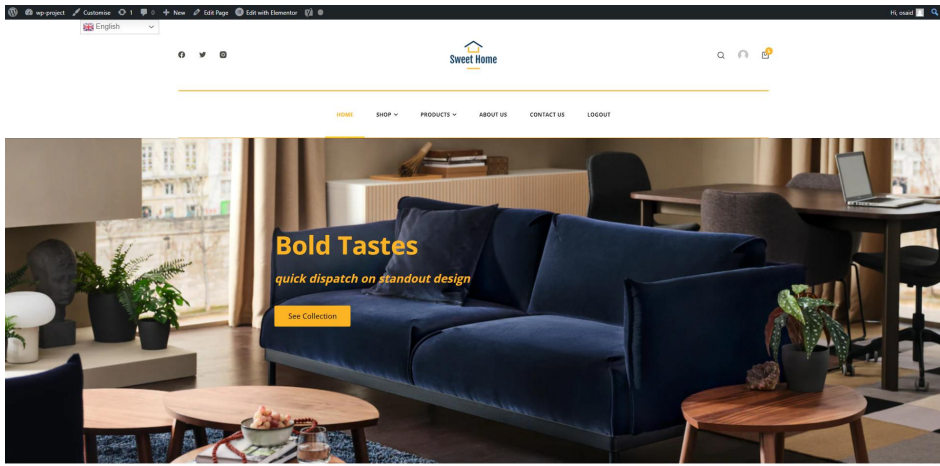 wp-project Customise 1 0 New Edit Page Edit with Elementor Hi, osaid
English
Sweet Home
0
HOME SHOP PRODUCTS ABOUT US CONTACT US LOGOUT
Bold Tastes
quick dispatch on standout design
See Collection